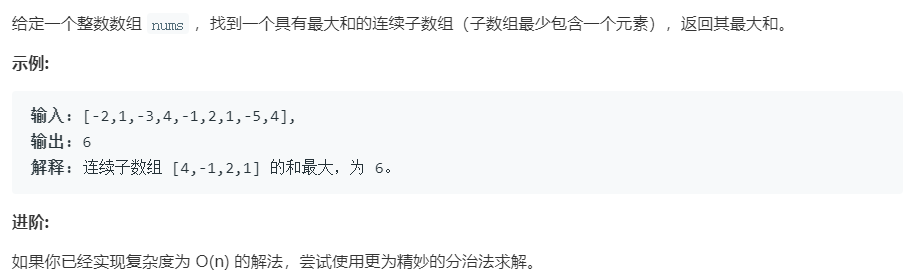 给定一个整数数组 nums ，找到一个具有最大和的连续子数组（子数组最少包含一个元素），返回其最大和。
示例:
输入: [-2,1,-3,4,-1,2,1,-5,4],
输出: 6
解释: 连续子数组 [4,-1,2,1] 的和最大，为 6。
进阶:
如果你已经实现复杂度为 O(n) 的解法，尝试使用更为精妙的分治法求解。